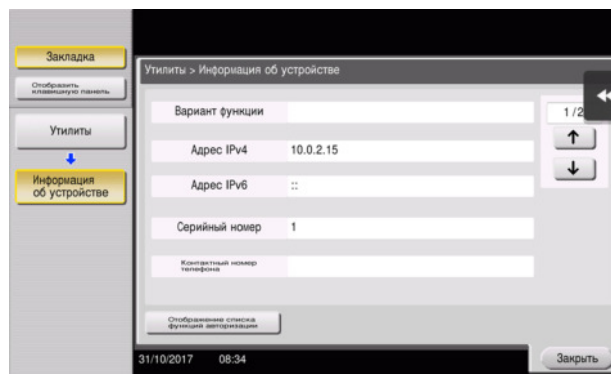 Закладка
Отобразить
клавишную панель
Утилиты
Информация
об устройстве
Утилиты > Информация об устройстве
Вариант функции
1/2
Адрес IPv4 10.0.2.15
Адрес IPv6 ::
Серийный номер 1
Контактный номер
телефона
Отображение списка
функций авторизации
31/10/2017 08:34
Закрыть